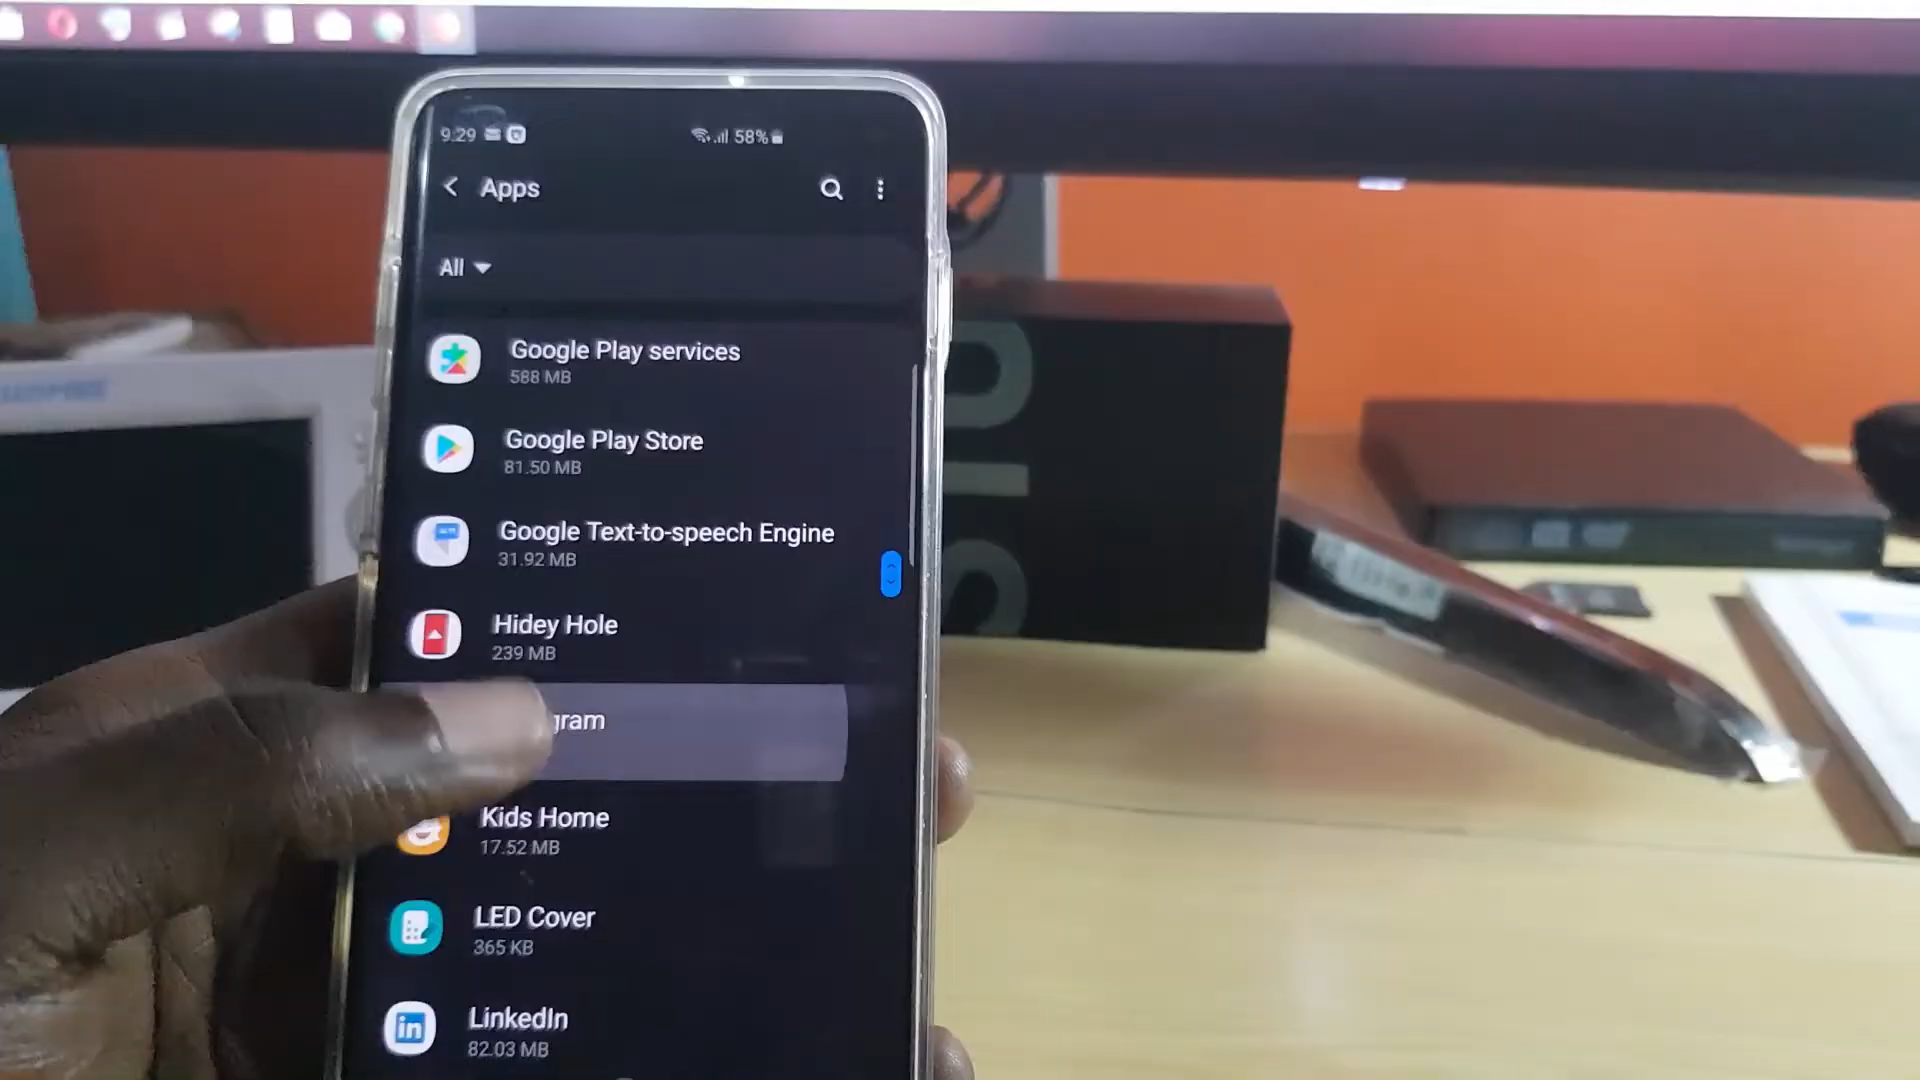 9:29
58%
Apps
All
Google Play services
588 MB
Google Play Store
81.50 MB
Google Text-to-speech Engine
31.92 MB
Hidey Hole
239 MB
gram
Kids Home
17.52 MB
LED Cover
365 KB
in LinkedIn
82.03 MB
S10